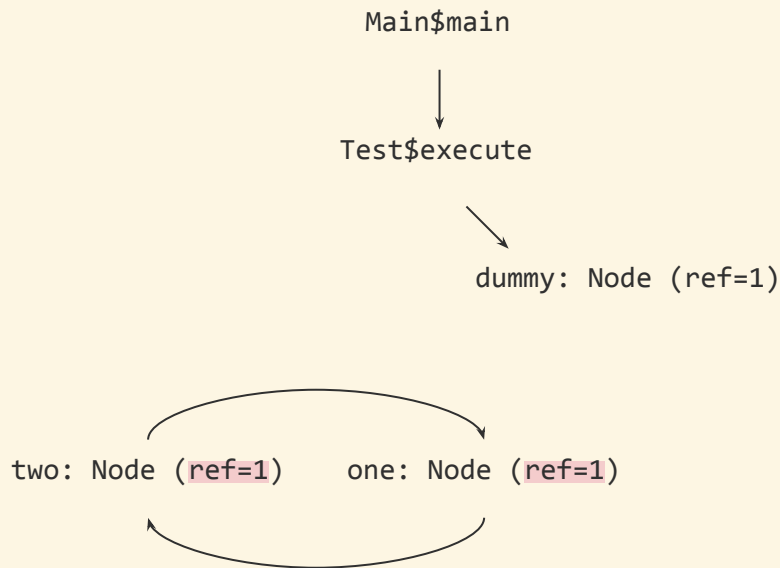 Main$main
Test$execute
dummy: Node (ref=1)
two: Node (ref=1) one: Node (ref=1)